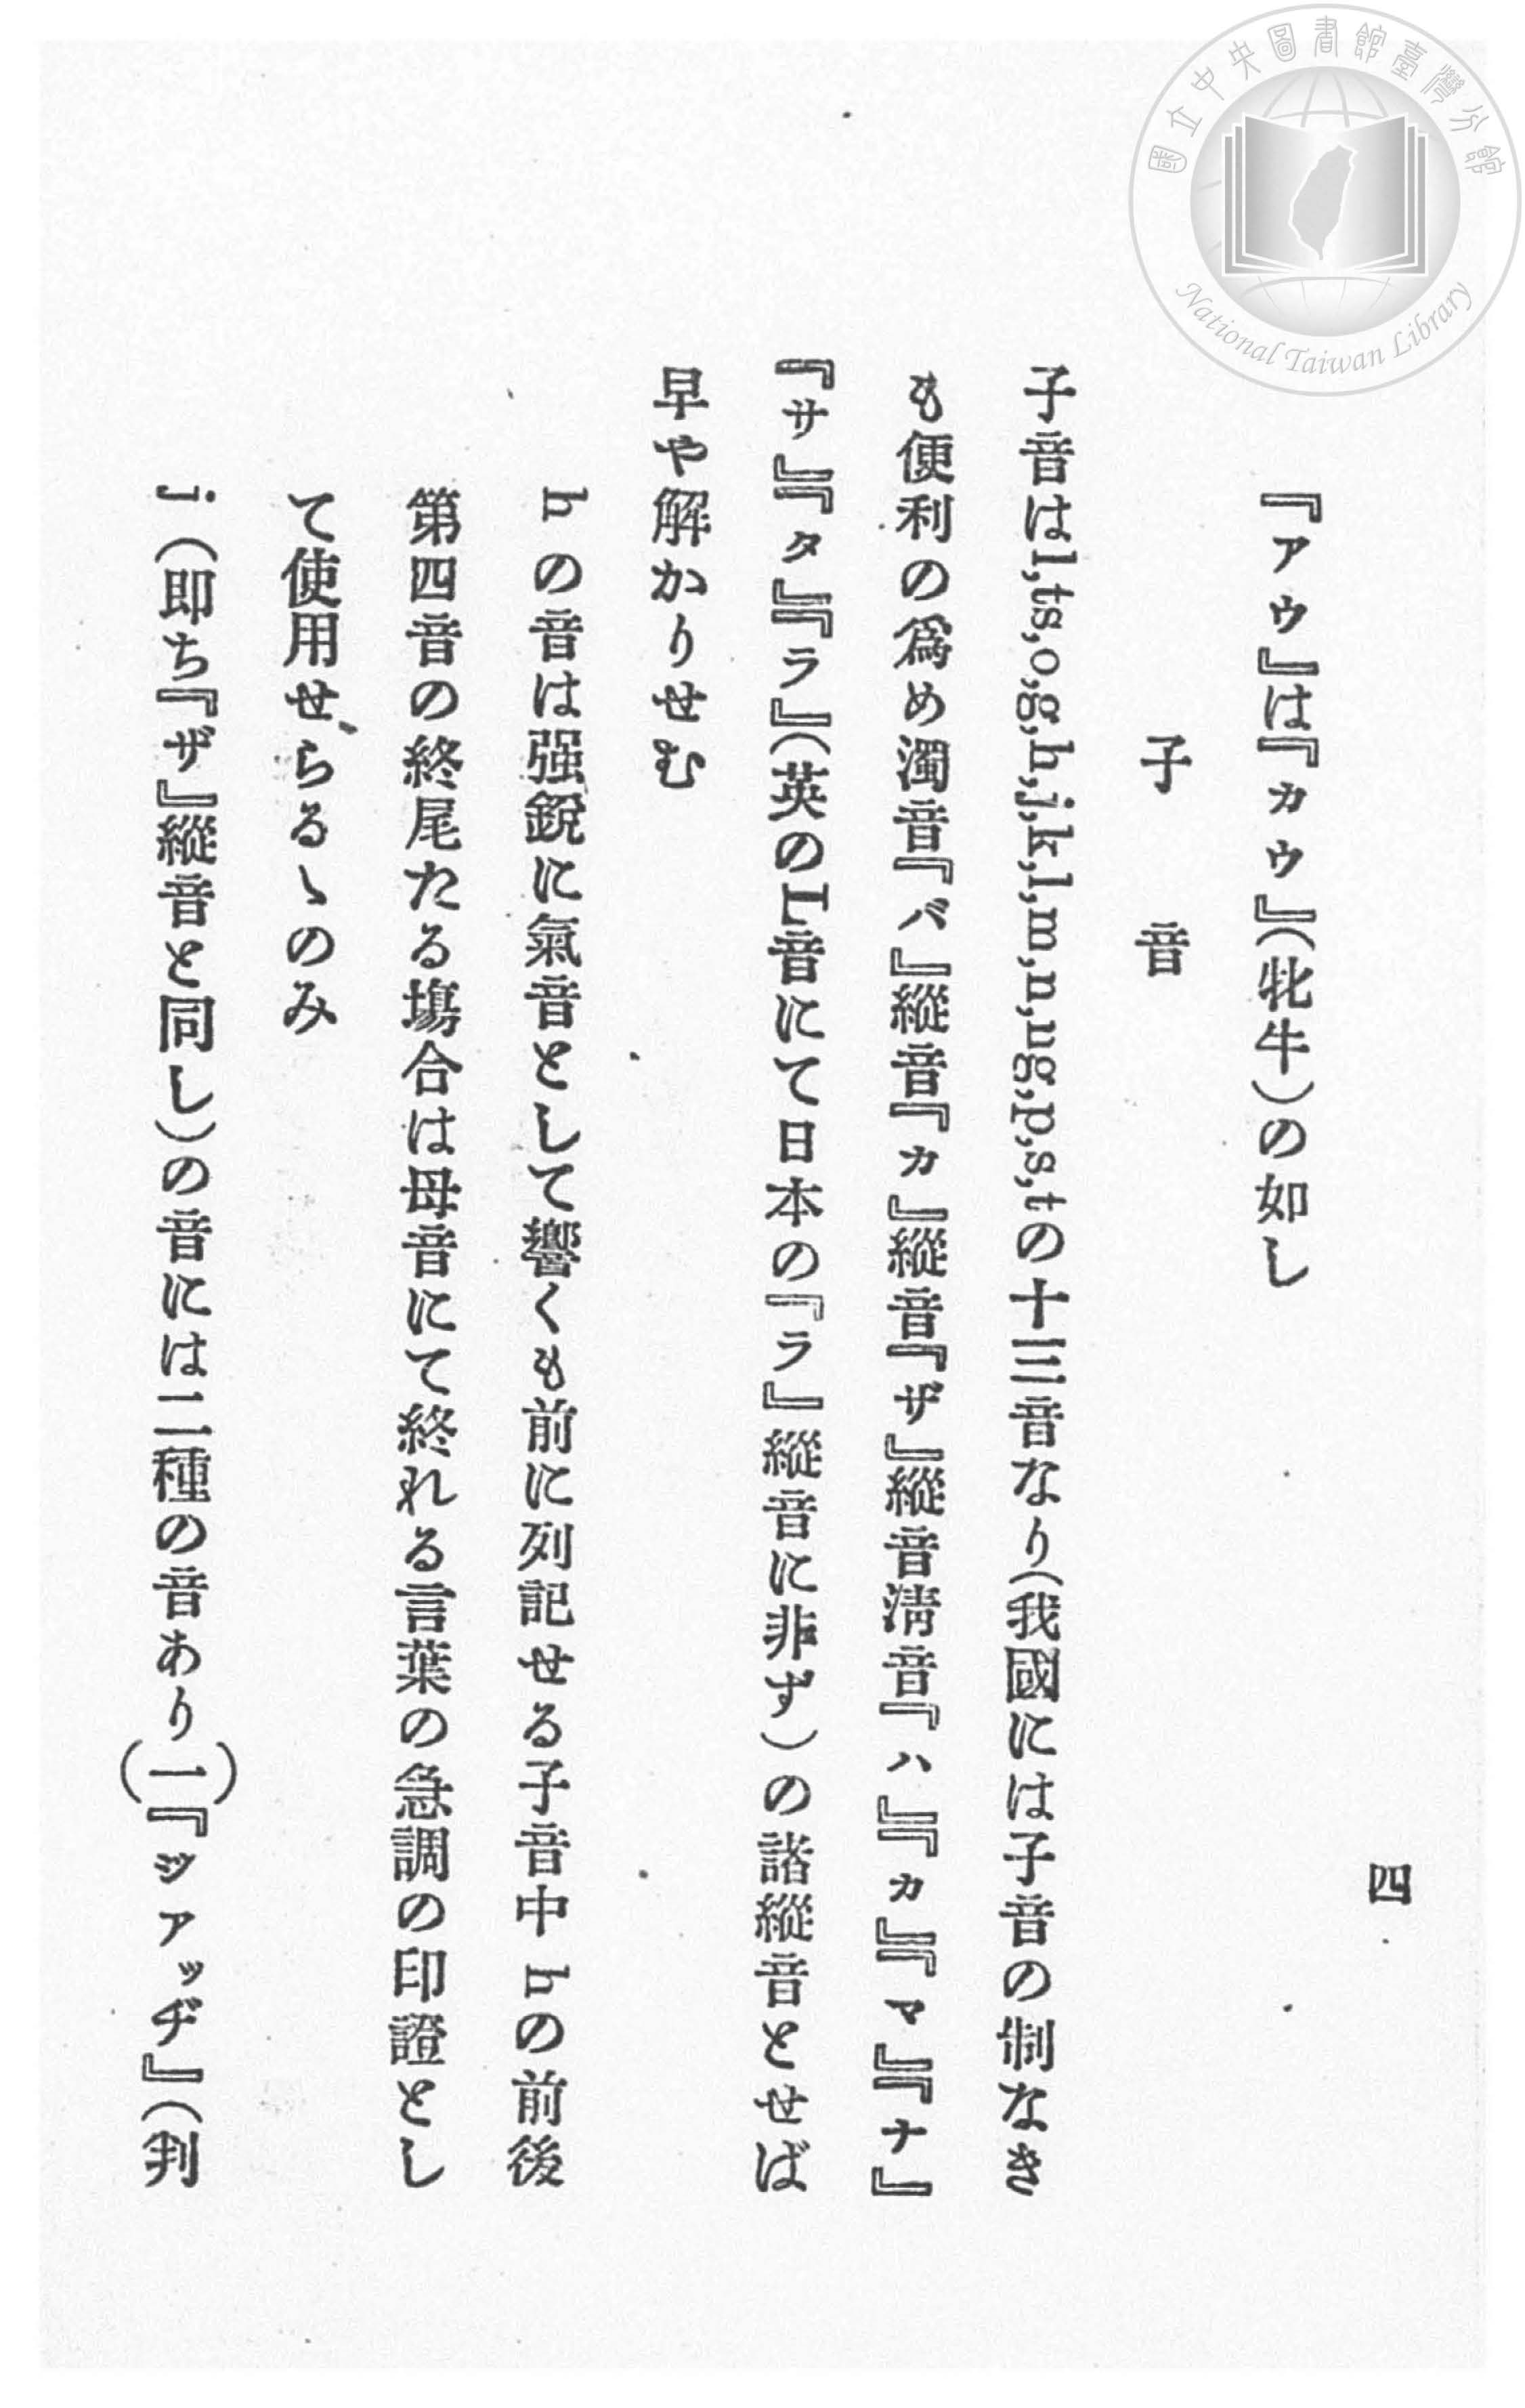 國立中央圖書館臺灣分館
National Taiwan Library
四
『アウ』は『カウ』(牝牛)の如し
子音
子音はl,ts,o,g,h,j,k,l,m,n,ng,p,s,tの十三音なり(我國には子音の制なき
も便利の爲め濁音『バ』縱音『カ』縱音『ザ』縱音淸音『ハ』『カ』『マ』『ナ』
『サ』『タ』『ラ』(英のL音にて日本の『ラ』縱音に非ず)の諸縱音とせば
早や解かりせむ
hの音は强銳に氣音として響くも前に列記せる子音中hの前後
第四音の終尾たる塲合は母音にて終れる言葉の急調の印證とし
て使用せらるゝのみ
j(即ち『ザ』縱音と同し)の音には二種の音あり(一)『ジアッヂ』(判